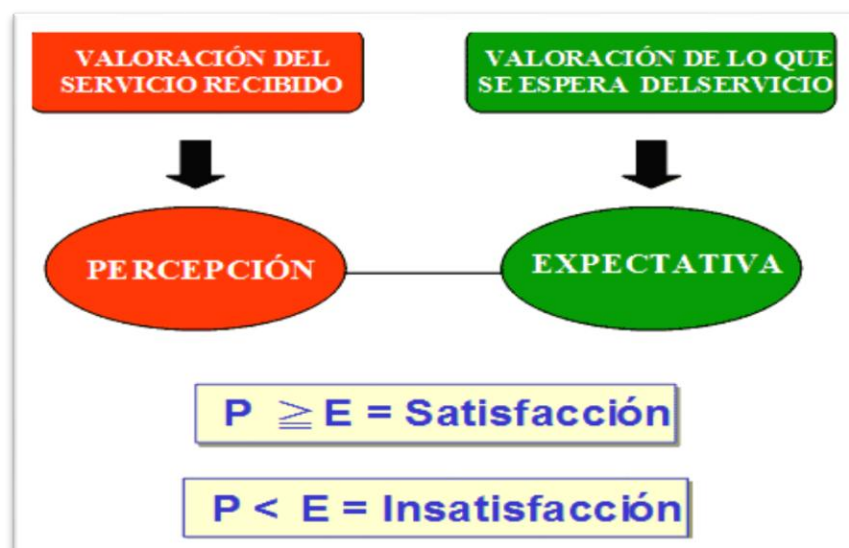 VALORACIÓN DEL
SERVICIO RECIBIDO
VALORACIÓN DE LO QUE
SE ESPERA DELSERVICIO
PERCEPCIÓN
EXPECTATIVA
P ≧ E = Satisfacción
P < E = Insatisfacción